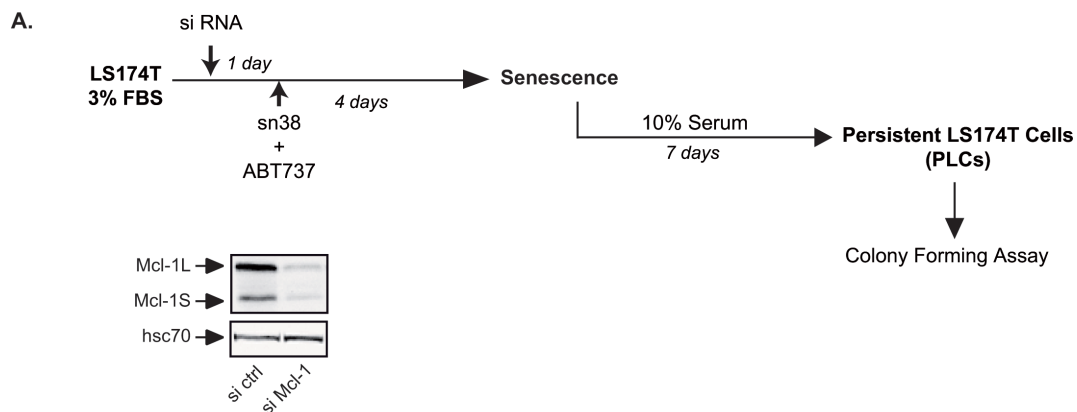 A.
si RNA
1 day
LS174T
3% FBS
4 days
sn38
+
ABT737
Senescence
10% Serum
7 days
Persistent LS174T Cells
(PLCs)
Colony Forming Assay
Mcl-1L
Mcl-1S
hsc70
si ctrl
si Mcl-1